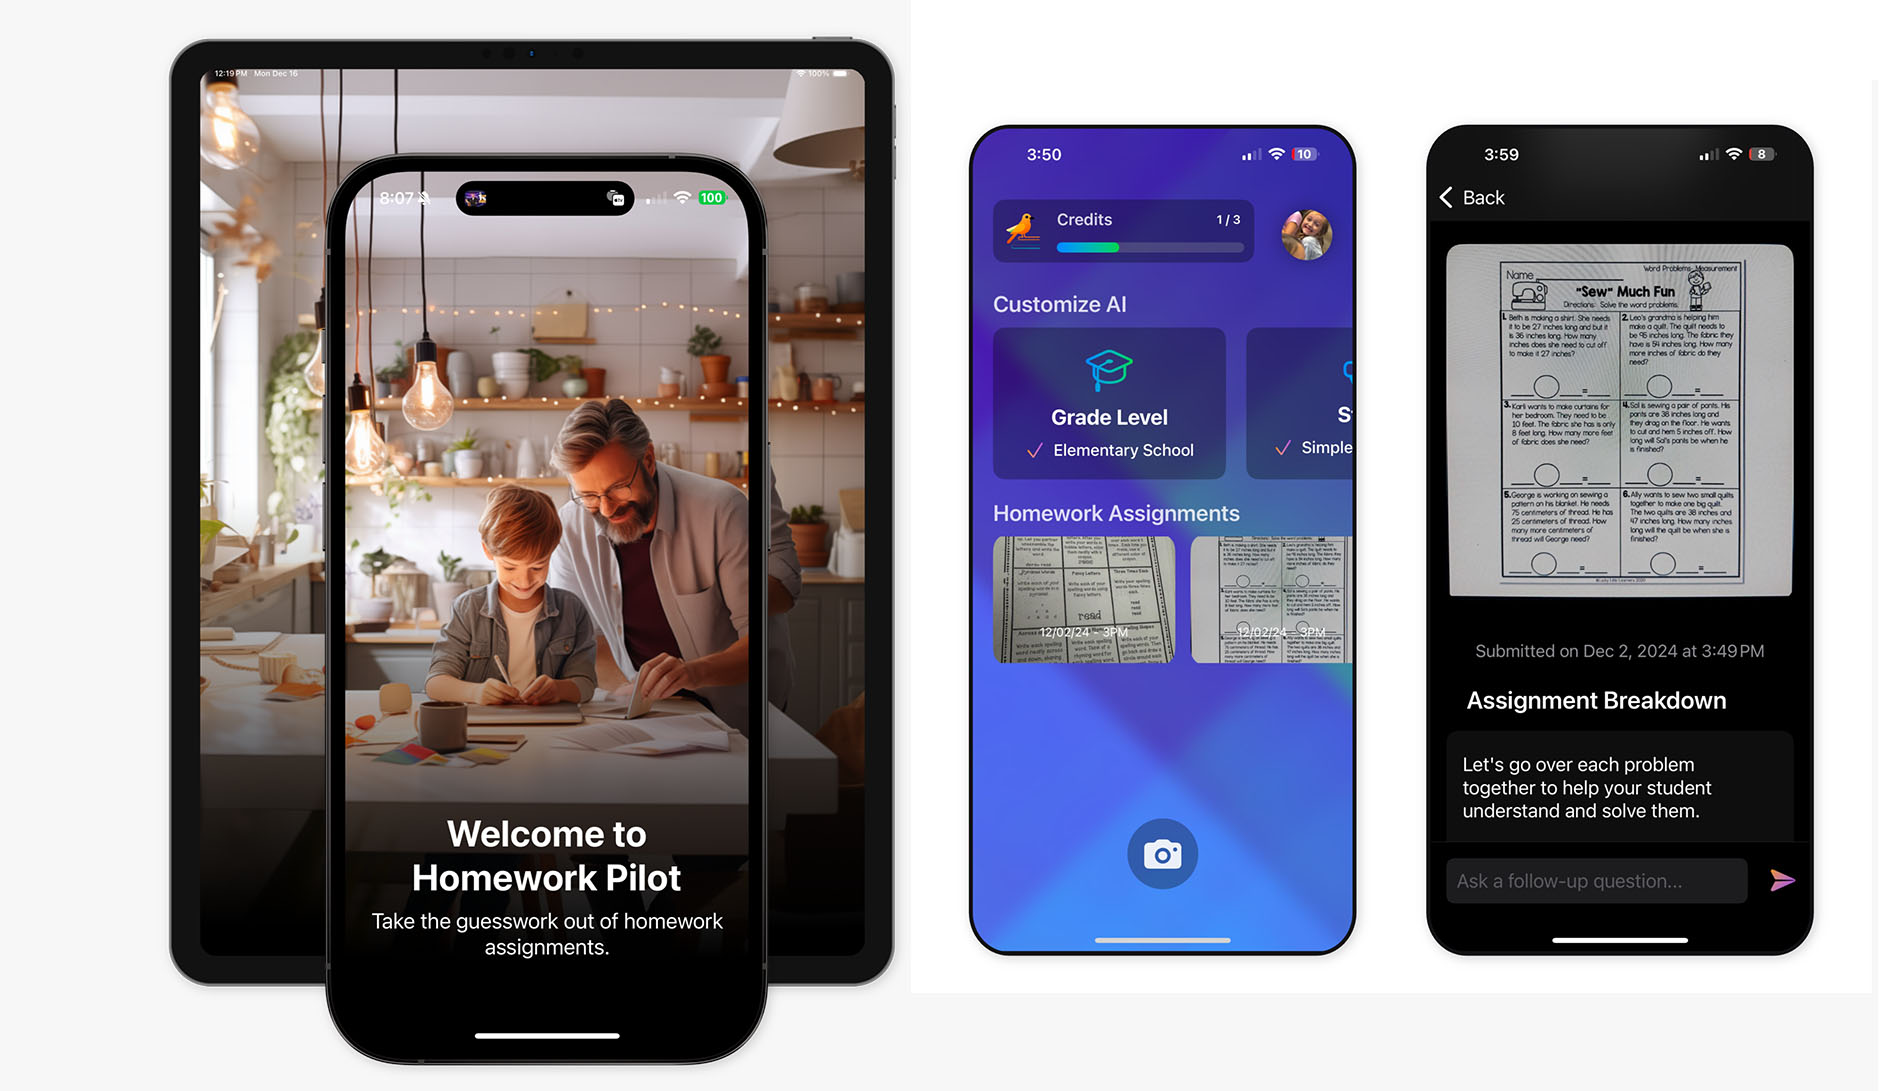 12:19 PM Mon Dec 16
100%
8:07
100
Welcome to
Homework Pilot
Take the guesswork out of homework
assignments.
3:50
10
Credits
1 / 3
Customize AI
Grade Level
Elementary School
S
Simple
Homework Assignments
12/02/24 - 3PM
12/02/24 - 3PM
read
3:59
8
Back
Name
Word Problems- Measurement
"Sew" Much Fun
Directions: Solve the word problems.
1. Beth is making a shirt. She needs
it to be 27 inches long and but it
is 36 inches long. How many
inches does she need to cut off
to make it 27 inches?
=
2. Leo's grandma is helping him
make a quilt. The quilt needs to
be 95 inches long. The fabric they
have is 54 inches long. How many
more inches of fabric do they
need?
=
3. Karli wants to make curtains for
her bedroom. They need to be
10 feet. The fabric she has is only
8 feet long. How many more feet
of fabric does she need?
=
4. Sal is sewing a pair of pants. His
pants are 38 inches long and
they drag on the floor. He wants
to cut and hem 5 inches off. How
long will Sal's pants be when he
is finished?
=
5. George is working on sewing a
pattern on his blanket. He needs
75 centimeters of thread. He has
25 centimeters of thread. How
many more centimeters of
thread will George need?
=
6. Ally wants to sew two small quilts
together to make one big quilt.
The two quilts are 38 inches and
47 inches long. How many inches
long will the quilt be when she is
finished?
=
Submitted on Dec 2, 2024 at 3:49 PM
Assignment Breakdown
Let's go over each problem
together to help your student
understand and solve them.
Ask a follow-up question...